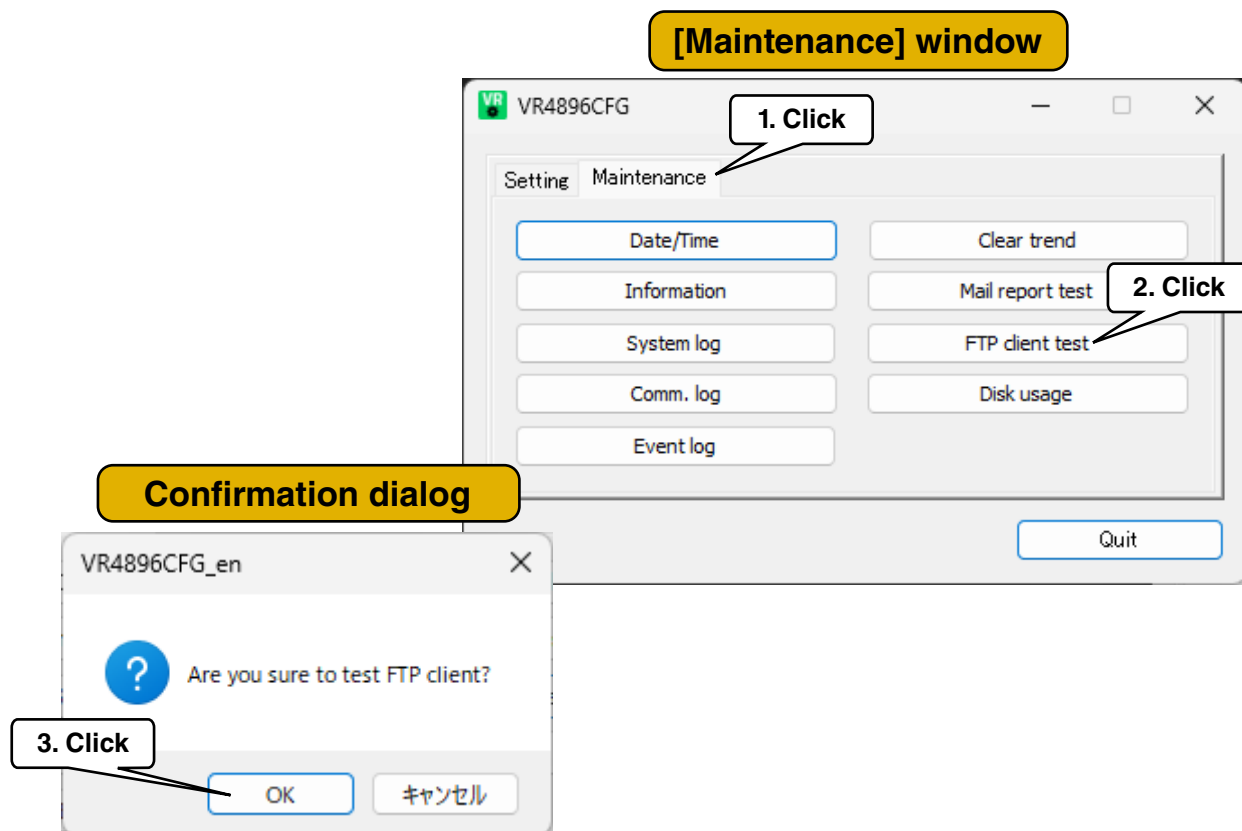 [Maintenance] window
VR
VR4896CFG
1. Click
Setting
Maintenance
Date/Time
Clear trend
Information
Mail report test
2. Click
System log
FTP client test
Comm. log
Disk usage
Event log
Quit
Confirmation dialog
VR4896CFG_en
?
Are you sure to test FTP client?
3. Click
OK
キャンセル